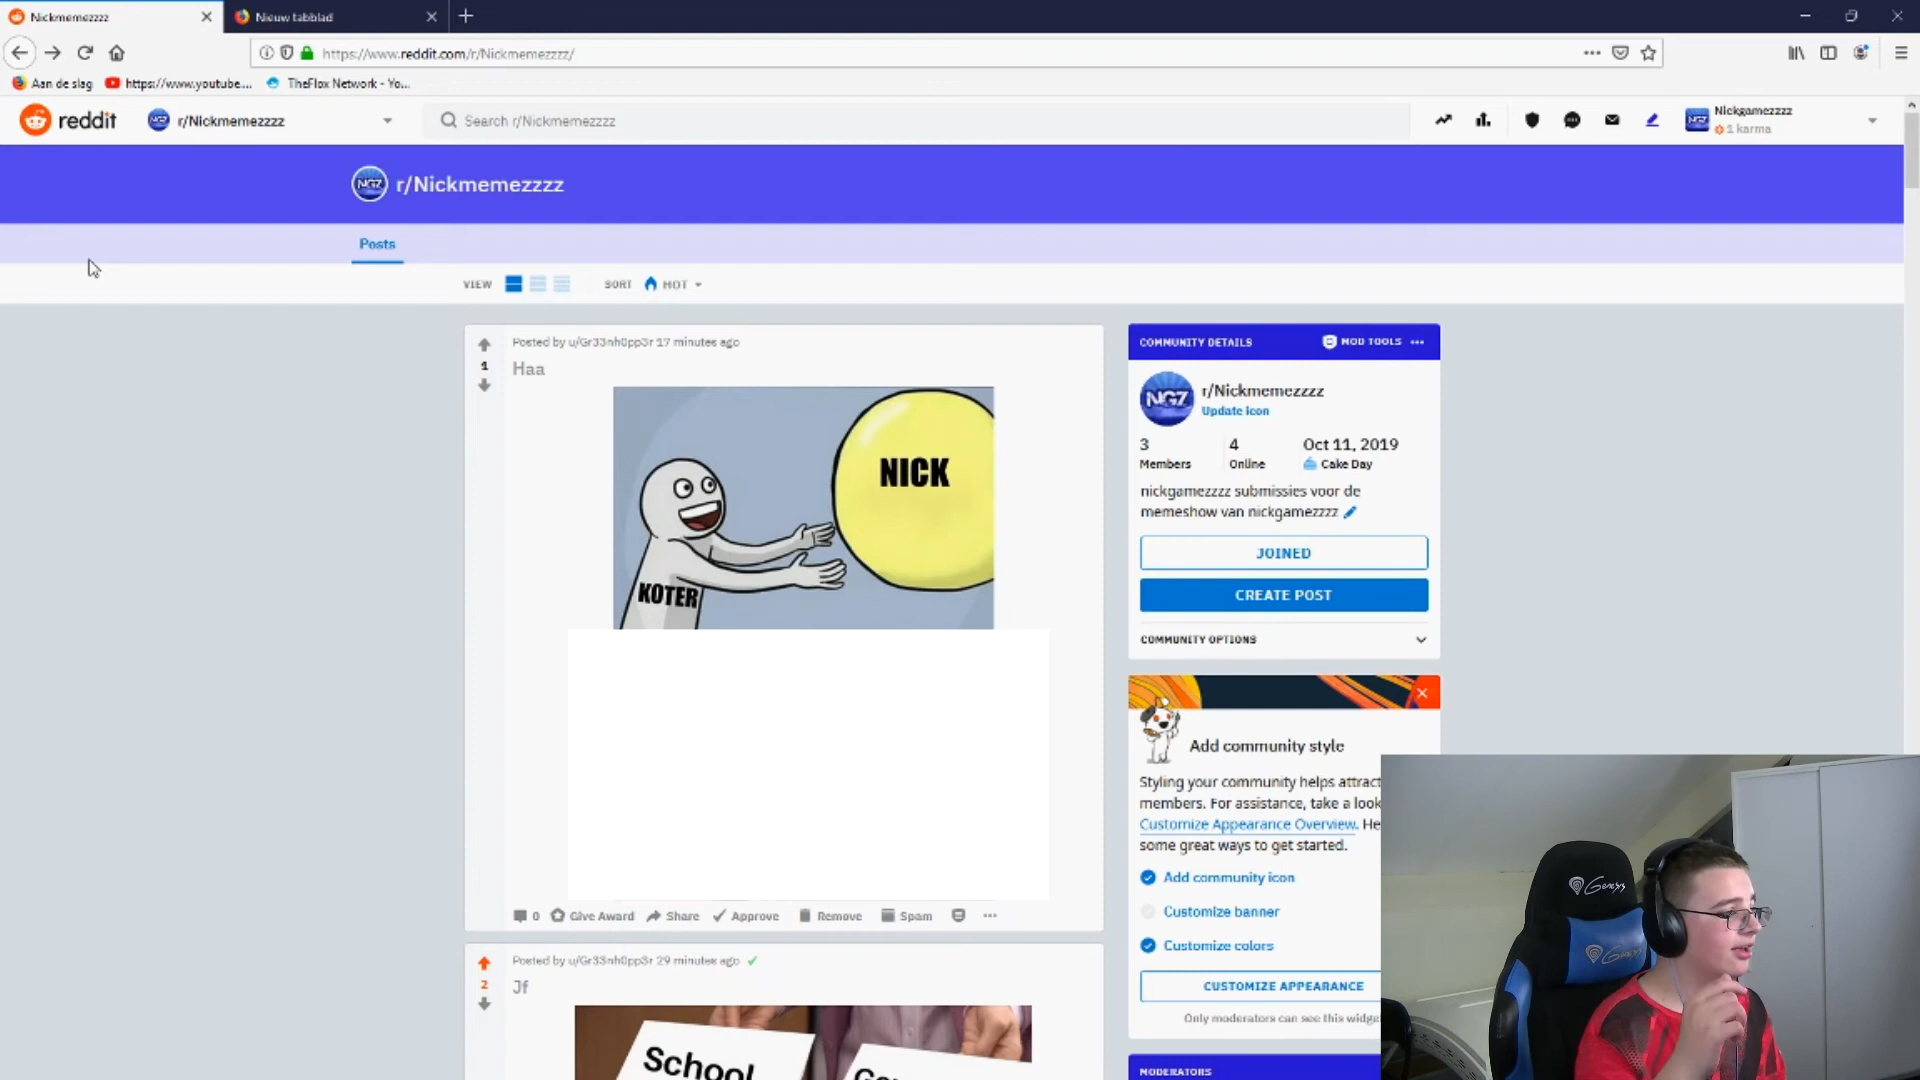 Nickmemezzzz
Nieuw tabblad
https://www.reddit.com/r/Nickmemezzzz/
Aan de slag
https://www.youtube....
TheFlox Network - Yo...
reddit
r/Nickmemezzzz
Search r/Nickmemezzzz
Nickgamezzzz
1 karma
NGZ
r/Nickmemezzzz
Posts
VIEW
SORT
HOT
Posted by u/Gr33nh0pp3r 17 minutes ago
1
Haa
NICK
KOTER
0
Give Award
Share
Approve
Remove
Spam
Posted by u/Gr33nh0pp3r 29 minutes ago
2
Jf
School
COMMUNITY DETAILS
MOD TOOLS
NGZ
r/Nickmemezzzz
Update icon
3
4
Oct 11, 2019
Members
Online
Cake Day
nickgamezzzz submissies voor de
memeshow van nickgamezzzz
JOINED
CREATE POST
COMMUNITY OPTIONS
Add community style
Styling your community helps attract
members. For assistance, take a look
Customize Appearance Overview. He
some great ways to get started.
Add community icon
Customize banner
Customize colors
CUSTOMIZE APPEARANCE
Only moderators can see this widge
MODERATORS
Genesis
Genesis